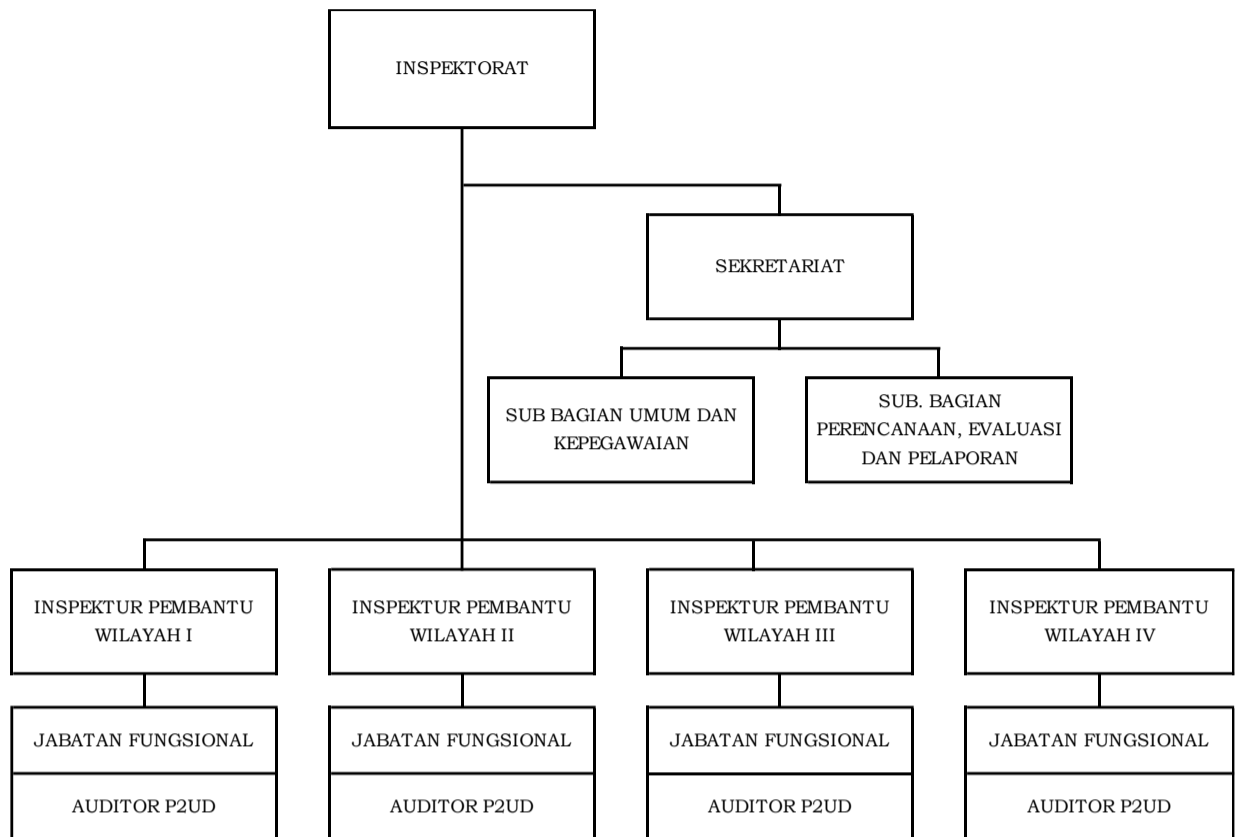 INSPEKTORAT
SEKRETARIAT
SUB BAGIAN UMUM DAN
KEPEGAWAIAN
SUB. BAGIAN
PERENCANAAN, EVALUASI
DAN PELAPORAN
INSPEKTUR PEMBANTU
WILAYAH I
INSPEKTUR PEMBANTU
WILAYAH II
INSPEKTUR PEMBANTU
WILAYAH III
INSPEKTUR PEMBANTU
WILAYAH IV
JABATAN FUNGSIONAL
JABATAN FUNGSIONAL
JABATAN FUNGSIONAL
JABATAN FUNGSIONAL
AUDITOR P2UD
AUDITOR P2UD
AUDITOR P2UD
AUDITOR P2UD